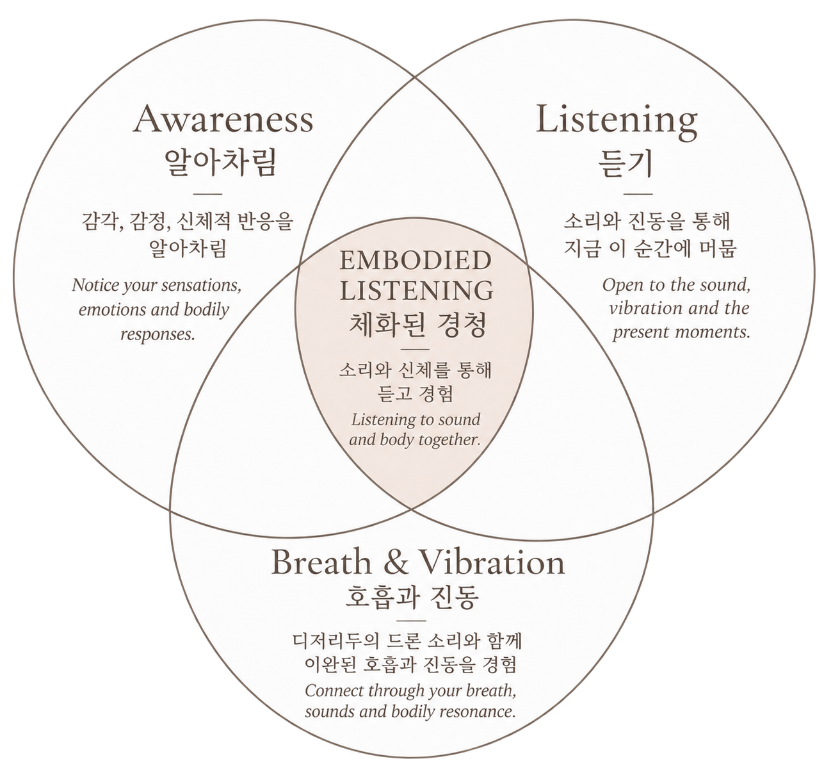 Awareness
알아차림
감각, 감정, 신체적 반응을
알아차림
Notice your sensations,
emotions and bodily
responses.
Listening
듣기
소리와 진동을 통해
지금 이 순간에 머묾
Open to the sound,
vibration and the
present moments.
EMBODIED
LISTENING
체화된 경청
소리와 신체를 통해
듣고 경험
Listening to sound
and body together.
Breath & Vibration
호흡과 진동
디저리두의 드론 소리와 함께
이완된 호흡과 진동을 경험
Connect through your breath,
sounds and bodily resonance.